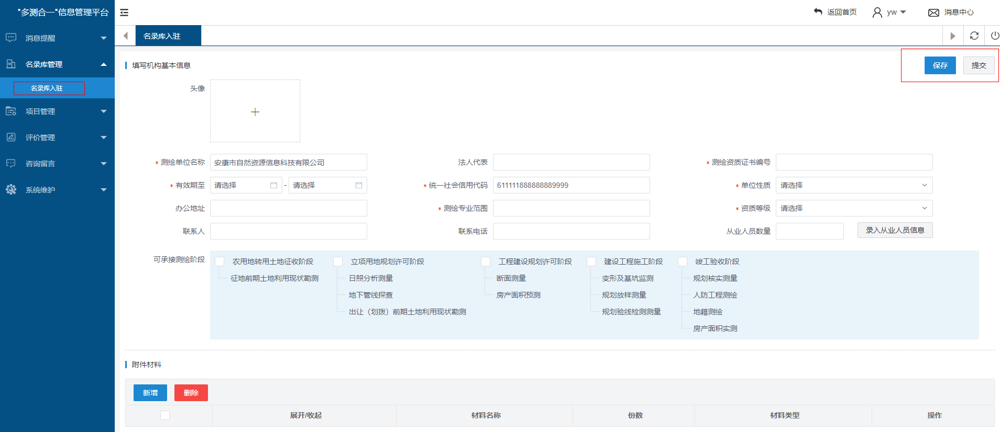 "多测合一"信息管理平台
返回首页
yw
消息中心
消息提醒
名录库管理
名录库入驻
项目管理
评价管理
咨询留言
系统维护
名录库入驻
填写机构基本信息
保存
提交
头像
* 测绘单位名称 安康市自然资源信息科技有限公司
法人代表
* 测绘资质证书编号
* 有效期至 请选择 - 请选择
* 统一社会信用代码 611111888888889999
* 单位性质 请选择
办公地址
* 测绘专业范围
* 资质等级 请选择
联系人
联系电话
从业人员数量
录入从业人员信息
可承接测绘阶段
农用地转用土地征收阶段
征地前期土地利用现状勘测
立项用地规划许可阶段
日照分析测量
地下管线探查
出让（划拨）前期土地利用现状勘测
工程建设规划许可阶段
断面测量
房产面积预测
建设工程施工阶段
变形及基坑监测
规划放样测量
规划验线检测测量
竣工验收阶段
规划核实测量
人防工程测绘
地籍测绘
房产面积实测
附件材料
新增
删除
展开/收起
材料名称
份数
材料类型
操作